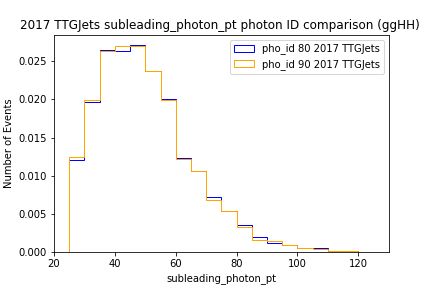 2017 TTGJets subleading_photon_pt photon ID comparison (ggHH)
pho_id 80 2017 TTGJets
pho_id 90 2017 TTGJets
Number of Events
0.025
0.020
0.015
0.010
0.005
0.000
20 40 60 80 100 120
subleading_photon_pt